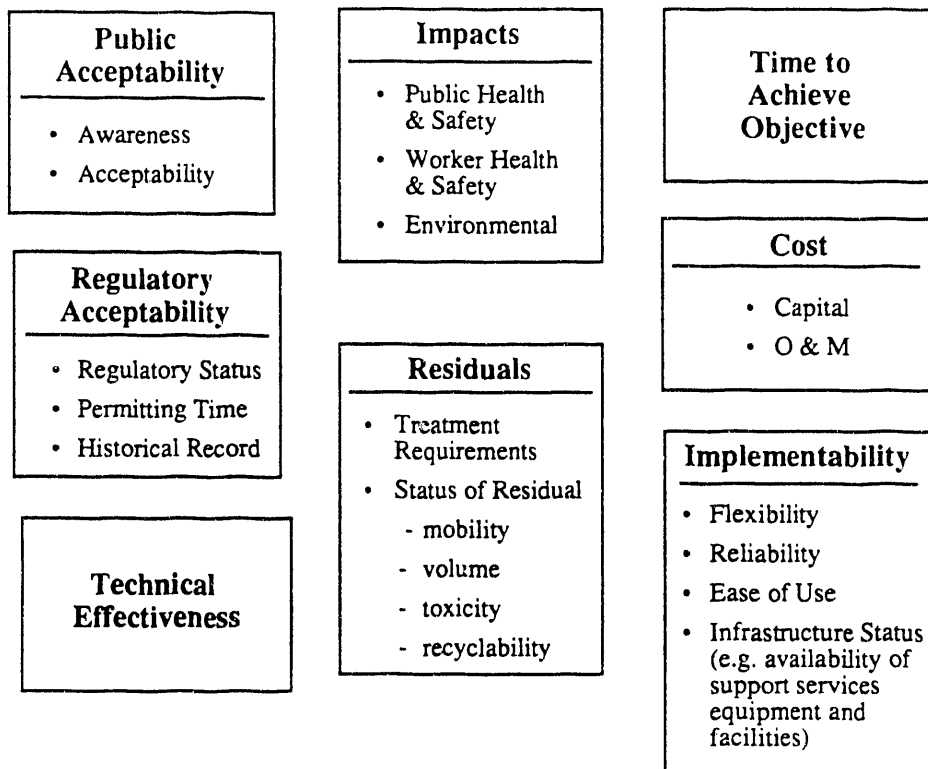 Public
Acceptability
• Awareness
• Acceptability
Regulatory
Acceptability
• Regulatory Status
• Permitting Time
• Historical Record
Technical
Effectiveness
Impacts
• Public Health
& Safety
• Worker Health
& Safety
• Environmental
Residuals
• Treatment
Requirements
• Status of Residual
- mobility
- volume
- toxicity
- recyclability
Time to
Achieve
Objective
Cost
• Capital
• O & M
Implementability
• Flexibility
• Reliability
• Ease of Use
• Infrastructure Status
(e.g. availability of
support services
equipment and
facilities)